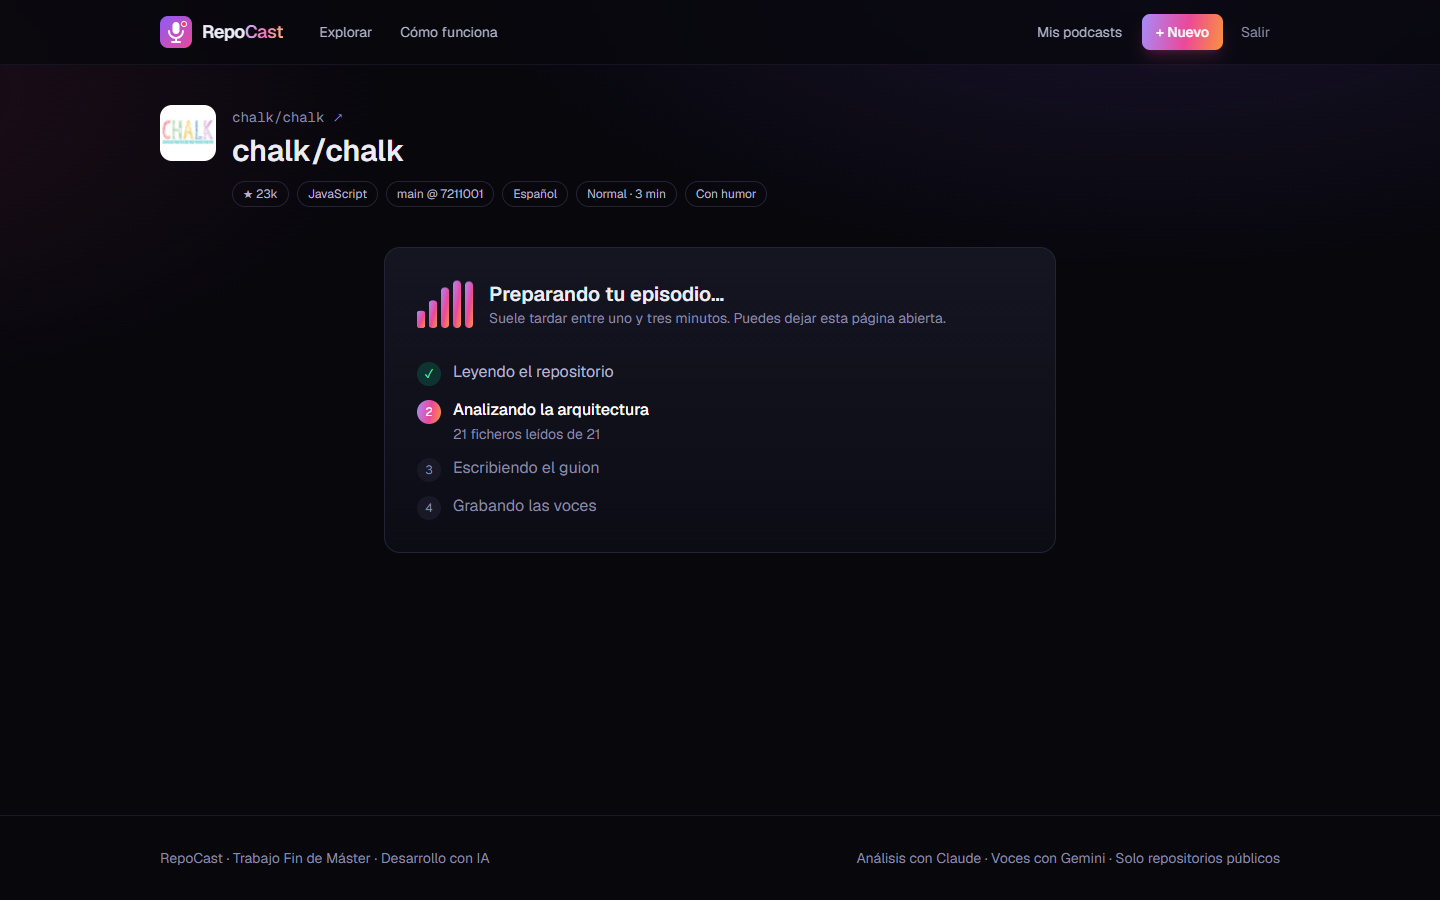 RepoCast
Explorar
Cómo funciona
Mis podcasts
+ Nuevo
Salir
CHALK
chalk/chalk ↗
chalk/chalk
★ 23k
JavaScript
main @ 7211001
Español
Normal · 3 min
Con humor
Preparando tu episodio...
Suele tardar entre uno y tres minutos. Puedes dejar esta página abierta.
✓ Leyendo el repositorio
2 Analizando la arquitectura
21 ficheros leídos de 21
3 Escribiendo el guion
4 Grabando las voces
RepoCast · Trabajo Fin de Máster · Desarrollo con IA
Análisis con Claude · Voces con Gemini · Solo repositorios públicos